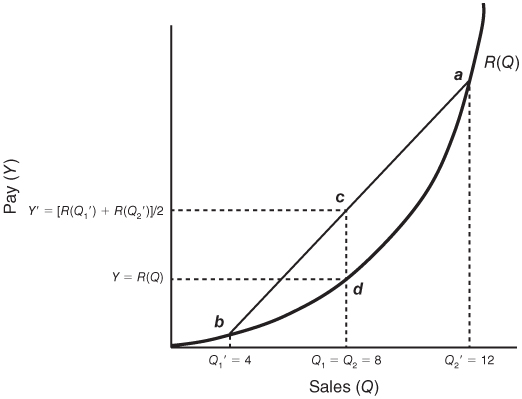 R(Q)
a
Pay (Y)
c
Y′ = [R(Q₁′) + R(Q₂′)]/2
Y = R(Q)
d
b
Q₁′ = 4
Q₁ = Q₂ = 8
Q₂′ = 12
Sales (Q)